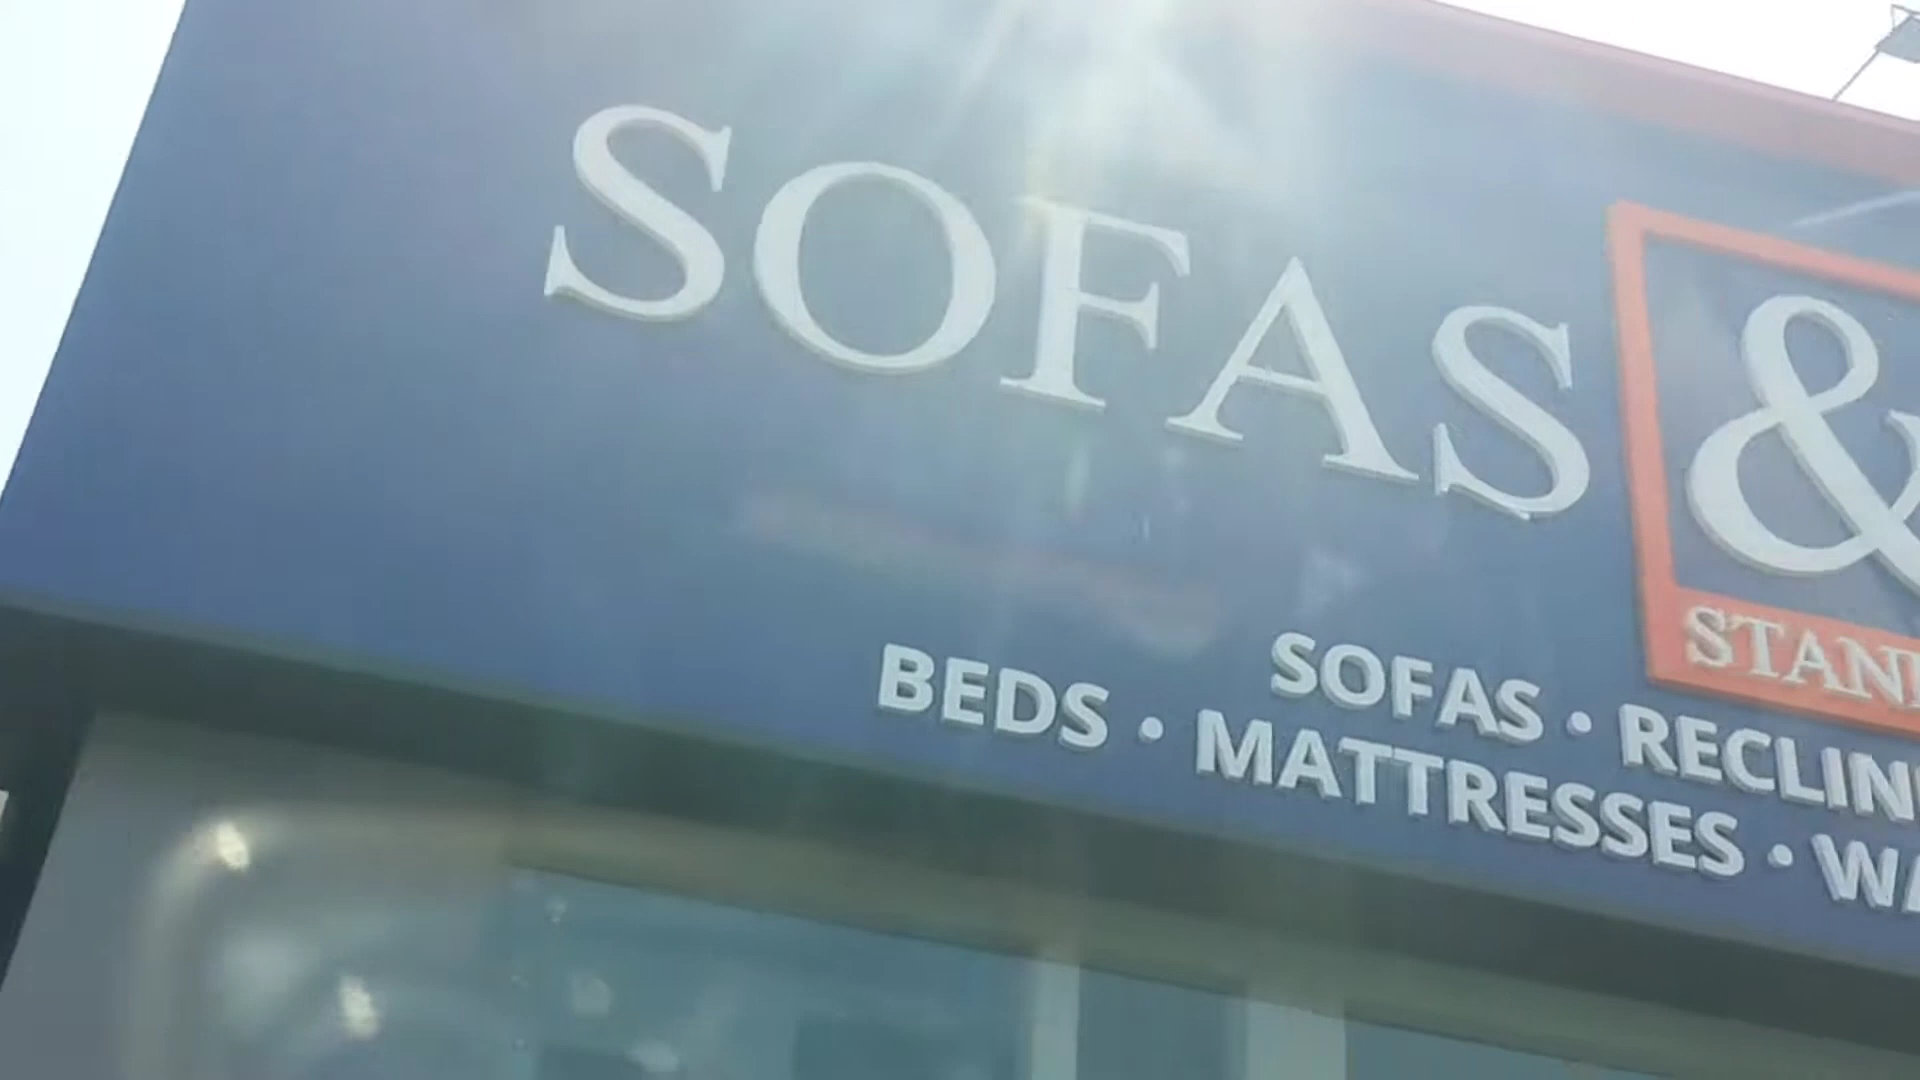 SOFAS &
SOFAS •
BEDS • MATTRESSES •